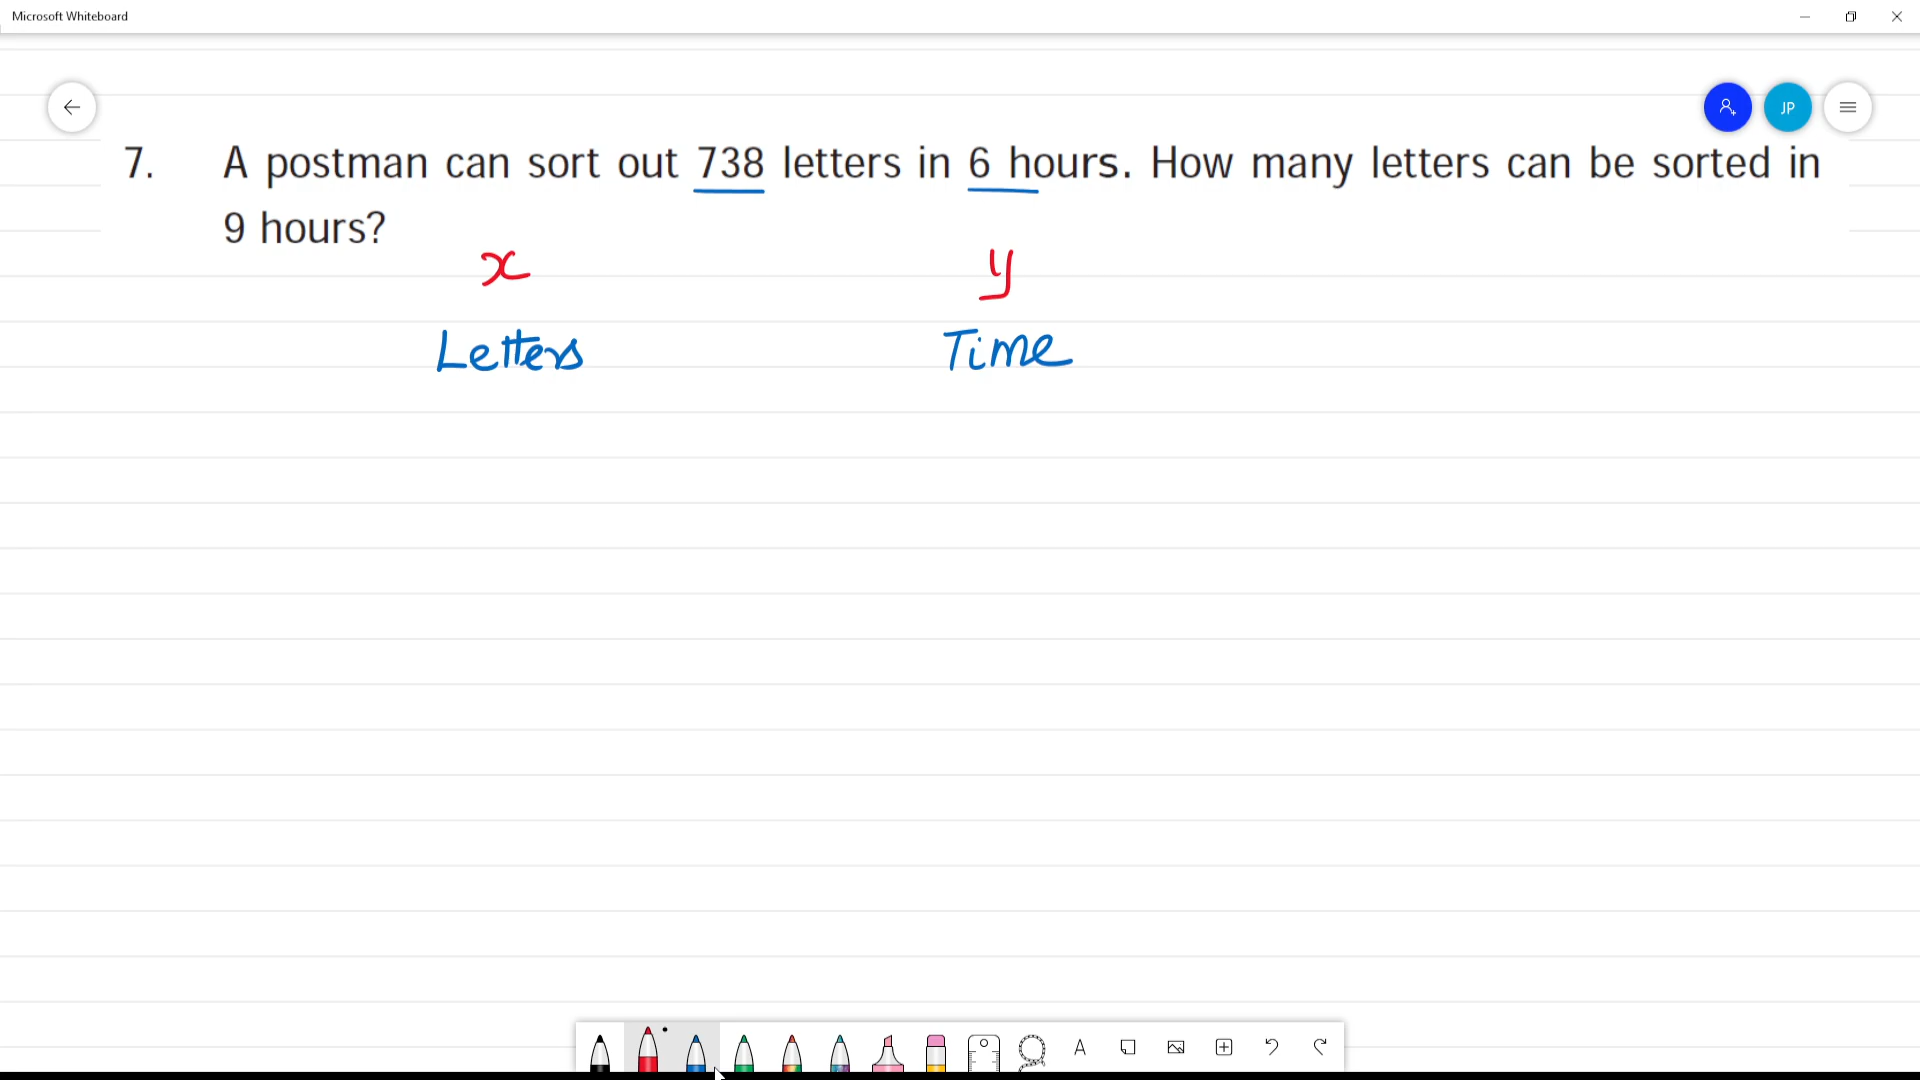 Microsoft Whiteboard
JP
7. A postman can sort out 738 letters in 6 hours. How many letters can be sorted in
9 hours?
x y
Letters Time
A